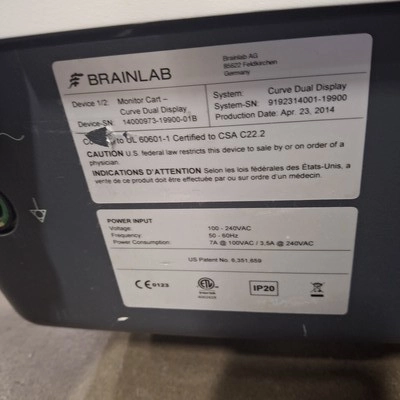 BRAINLAB
Brainlab AG
85622 Feldkirchen
Germany
Device 1/2: Monitor Cart –
Curve Dual Display
Device-SN: 14000973-19900-01B
System: Curve Dual Display
System-SN: 9192314001-19900
Production Date: Apr. 23, 2014
to UL 60601-1 Certified to CSA C22.2
CAUTION U.S. federal law restricts this device to sale by or on order of a
physician.
INDICATIONS D'ATTENTION Selon les lois fédérales des États-Unis, a
vente de ce produit doit être effectuée par ou sur ordre d'un médecin.
POWER INPUT
Voltage: 100 - 240VAC
Frequency: 50 - 60Hz
Power Consumption: 7A @ 100VAC / 3,5A @ 240VAC
US Patent No. 6,351,659
CE 0123
ETL
IP20